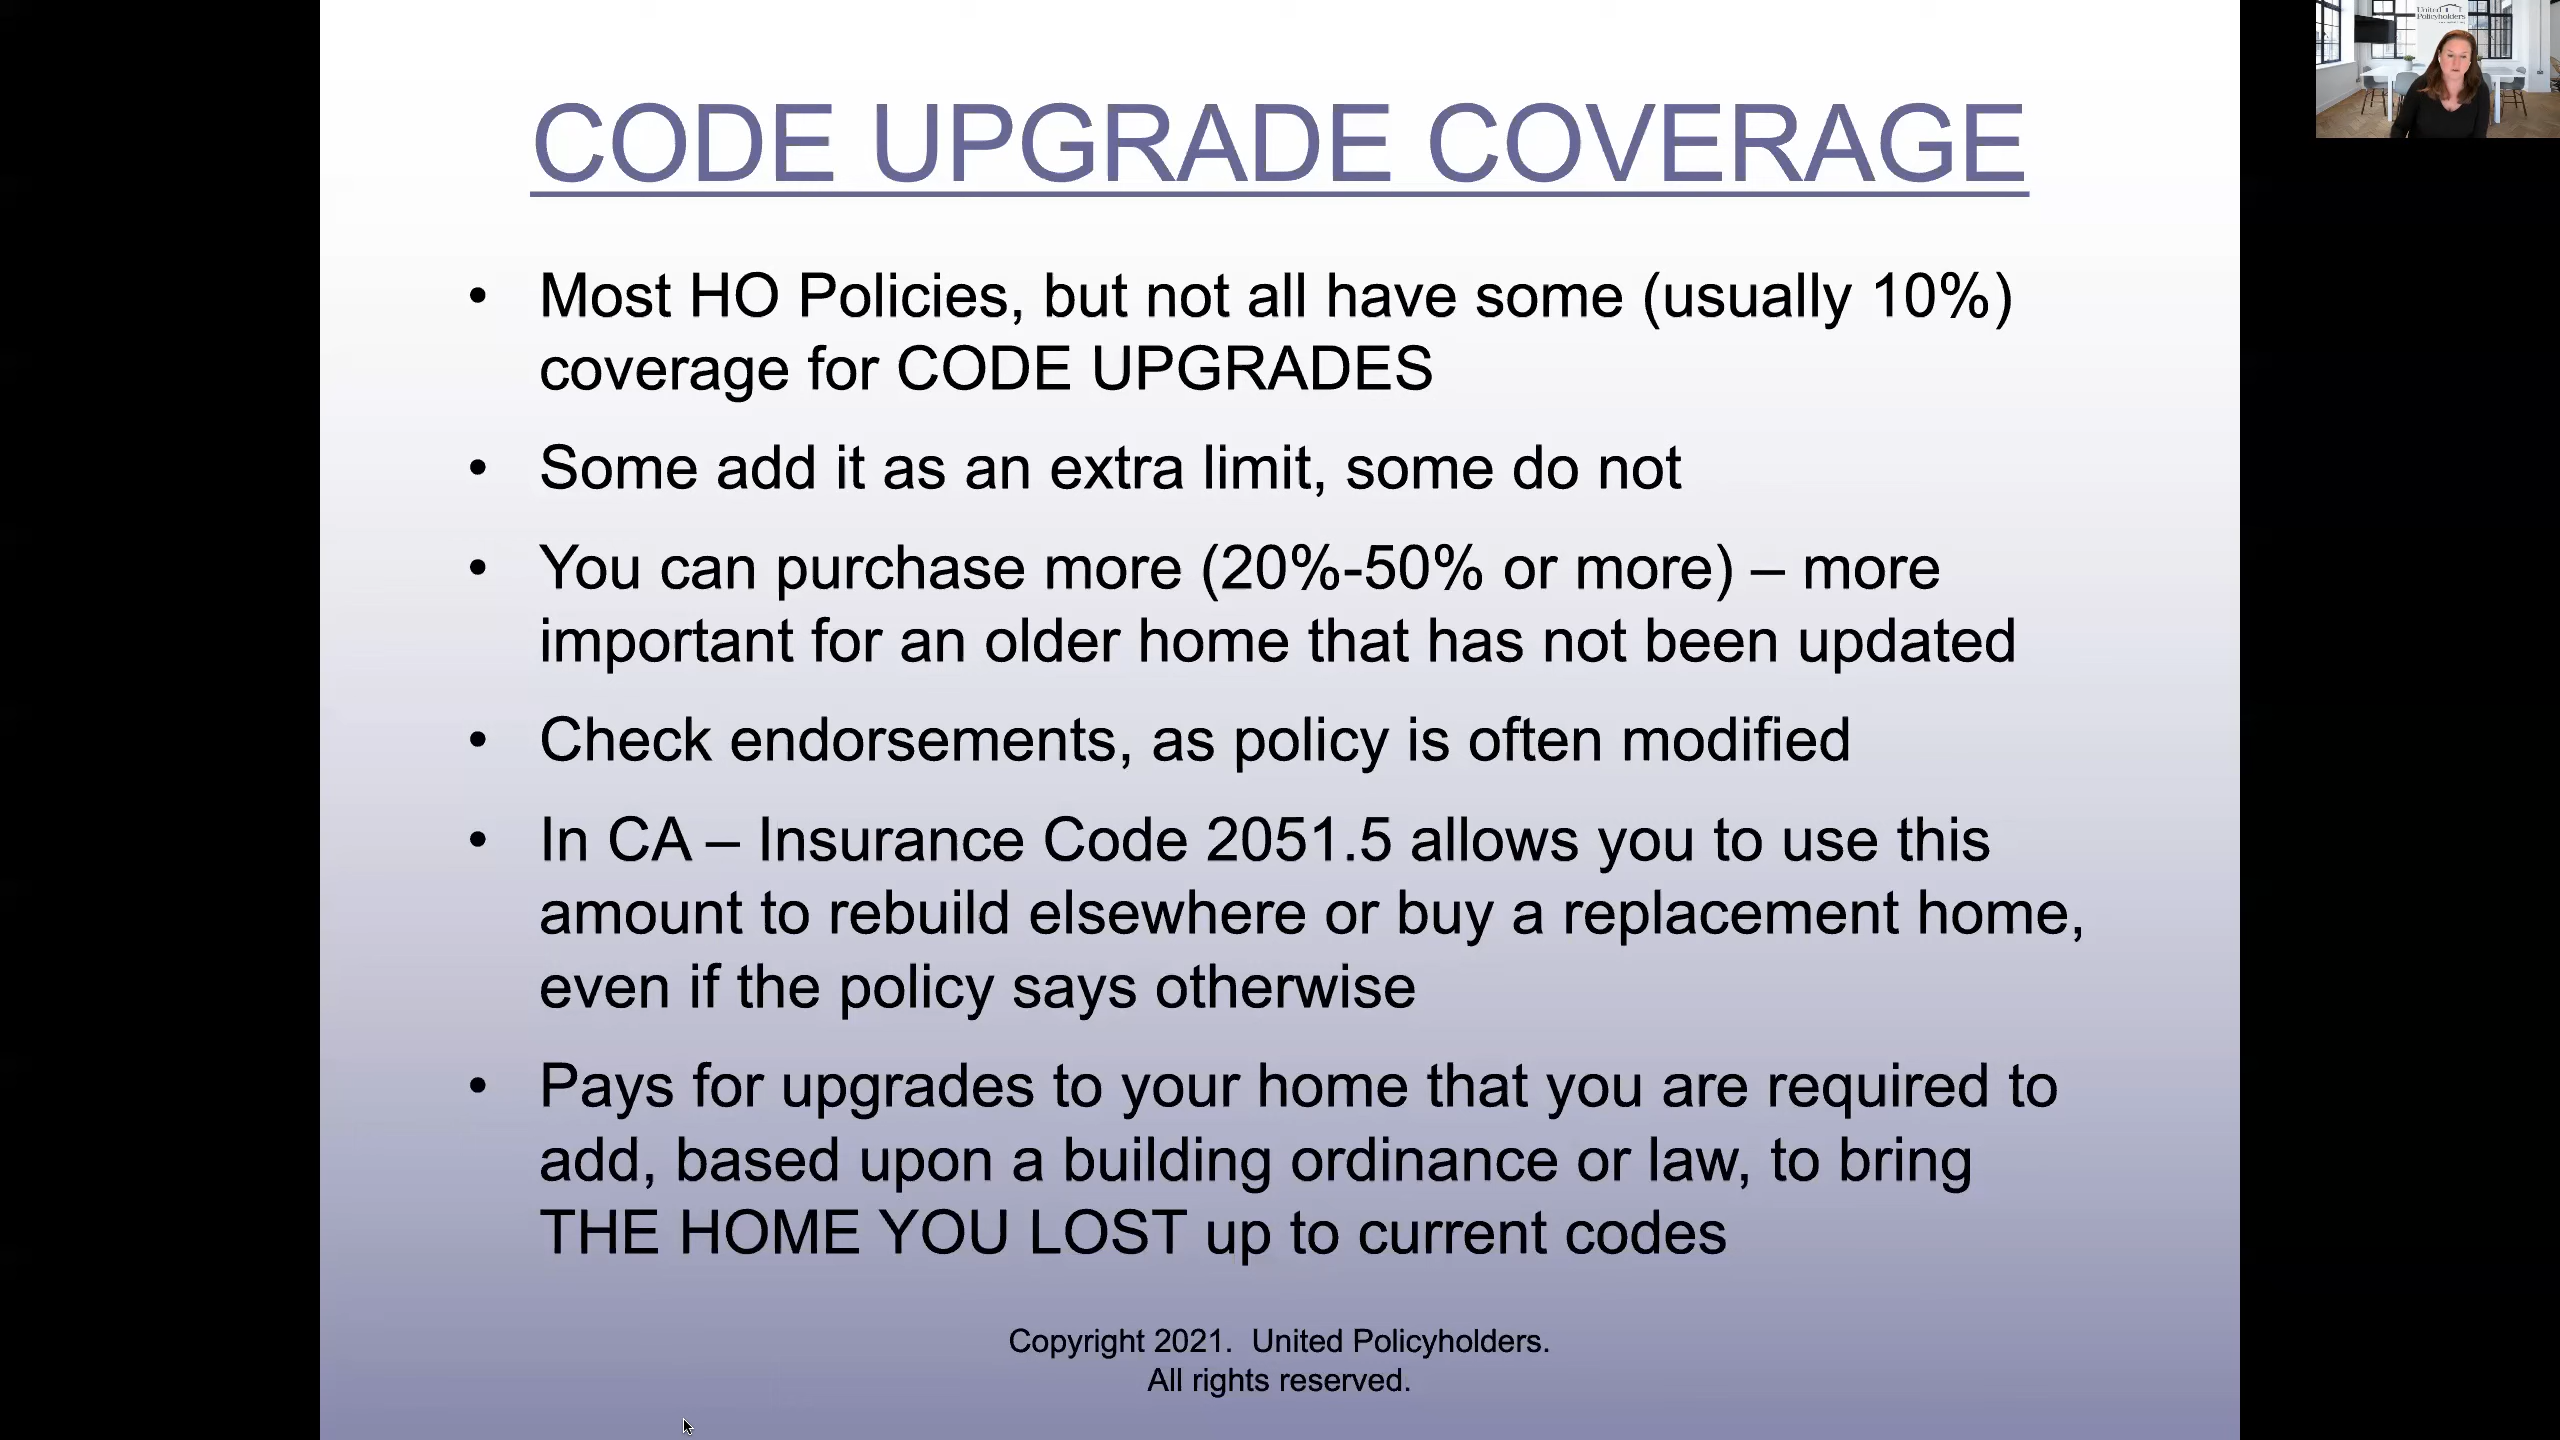 United
Policyholders
CODE UPGRADE COVERAGE
• Most HO Policies, but not all have some (usually 10%)
coverage for CODE UPGRADES
• Some add it as an extra limit, some do not
• You can purchase more (20%-50% or more) – more
important for an older home that has not been updated
• Check endorsements, as policy is often modified
• In CA – Insurance Code 2051.5 allows you to use this
amount to rebuild elsewhere or buy a replacement home,
even if the policy says otherwise
• Pays for upgrades to your home that you are required to
add, based upon a building ordinance or law, to bring
THE HOME YOU LOST up to current codes
Copyright 2021.  United Policyholders.
All rights reserved.